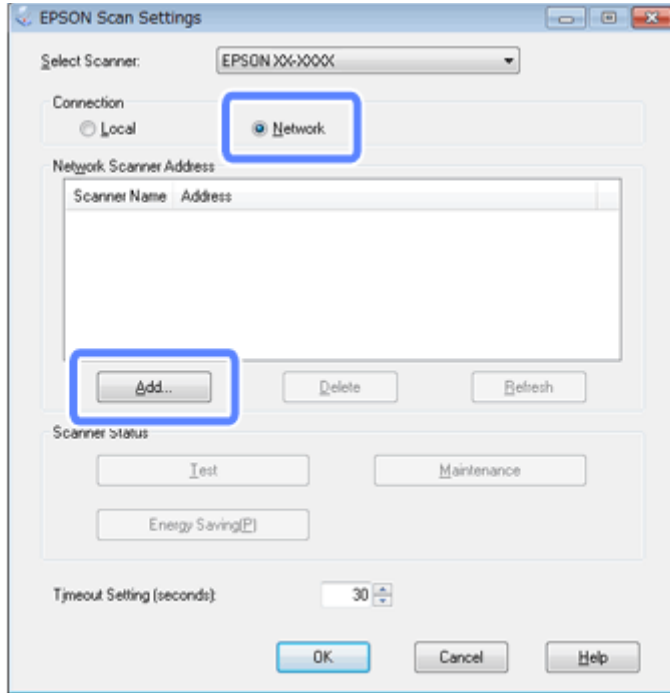 EPSON Scan Settings
Select Scanner: EPSON XX-XXXX
Connection
Local Network
Network Scanner Address
Scanner Name Address
Add... Delete Refresh
Scanner Status
Test Maintenance
Energy Saving(P)
Timeout Setting (seconds): 30
OK Cancel Help